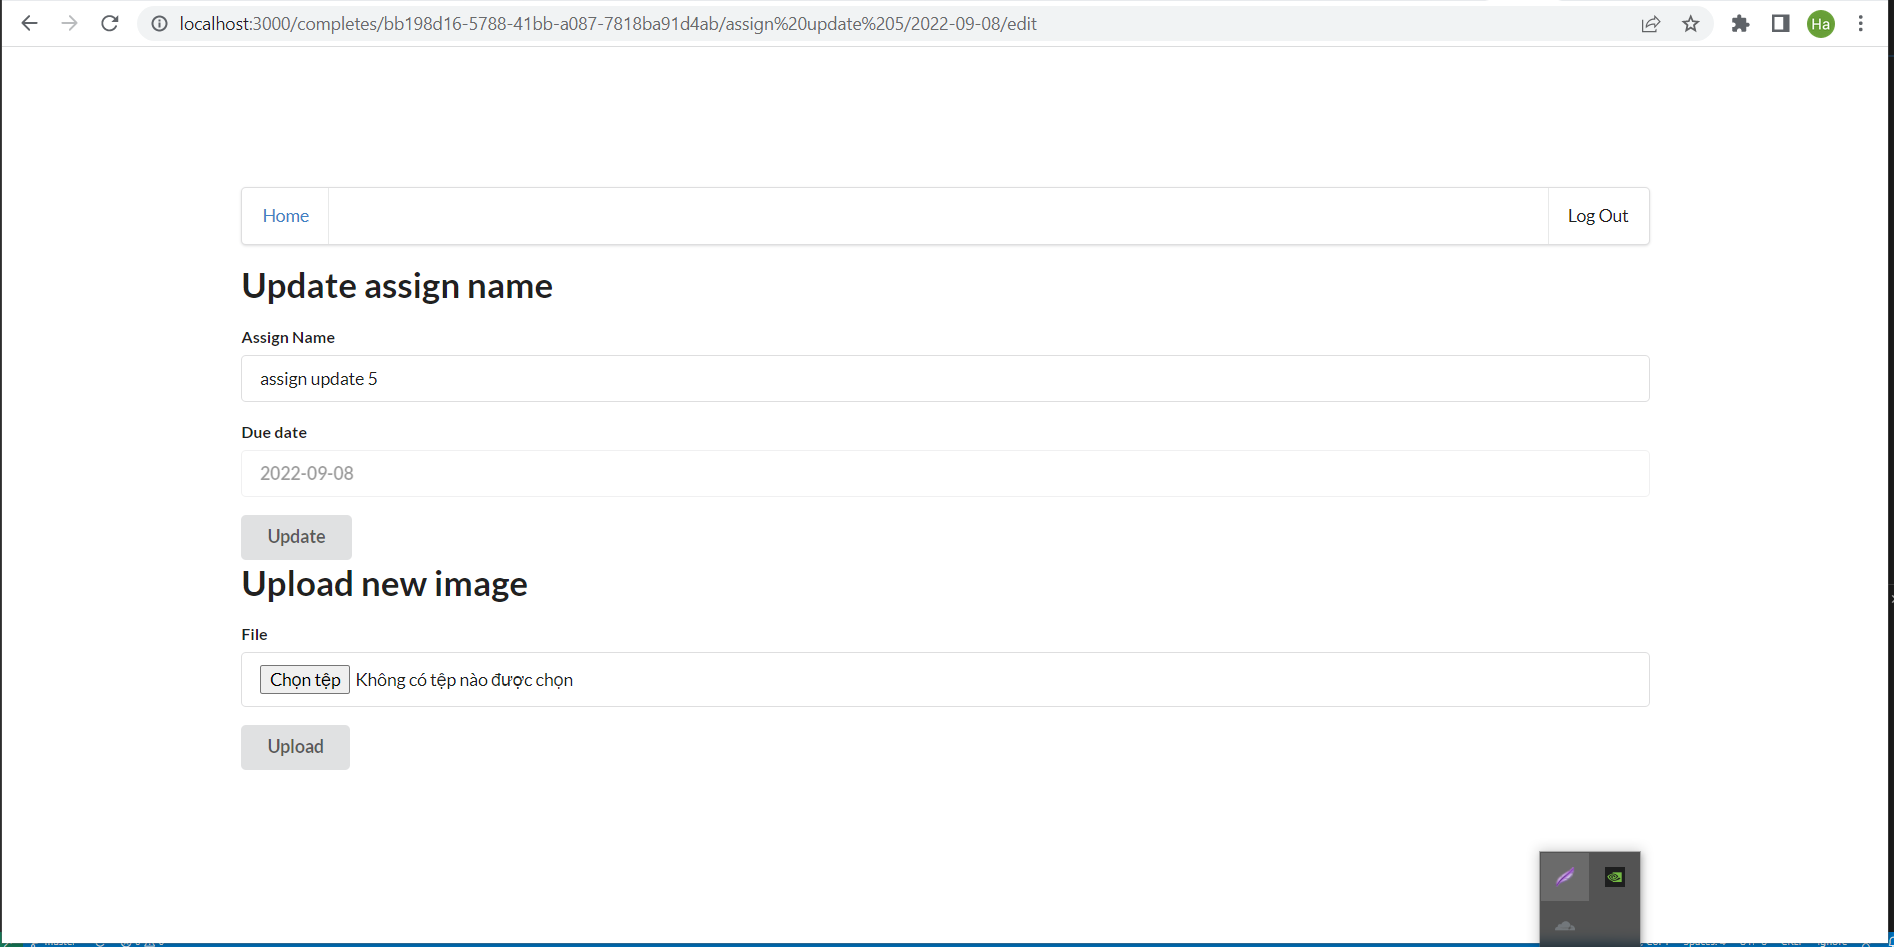 localhost:3000/completes/bb198d16-5788-41bb-a087-7818ba91d4ab/assign%20update%205/2022-09-08/edit
Ha
Home
Log Out
Update assign name
Assign Name
assign update 5
Due date
2022-09-08
Update
Upload new image
File
Chọn tệp Không có tệp nào được chọn
Upload